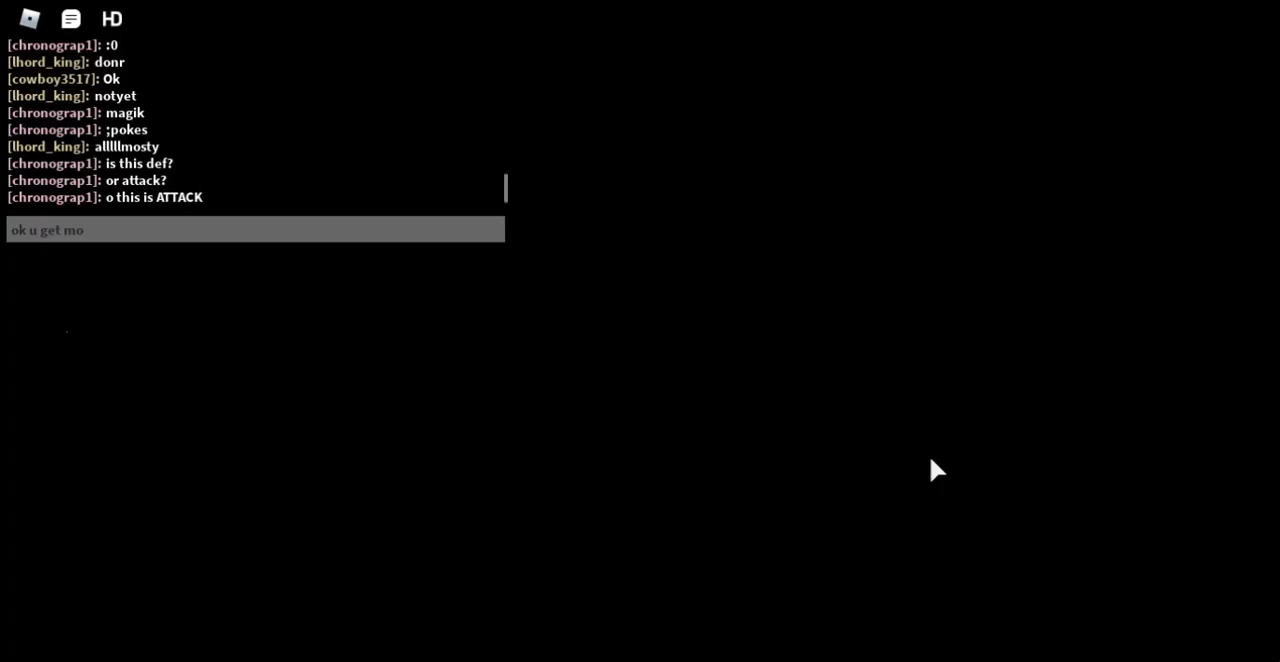 HD
[chronograp1]: :0
[lhord_king]: donr
[cowboy3517]: Ok
[lhord_king]: notyet
[chronograp1]: magik
[chronograp1]: ;pokes
[lhord_king]: alllllmosty
[chronograp1]: is this def?
[chronograp1]: or attack?
[chronograp1]: o this is ATTACK
ok u get mo